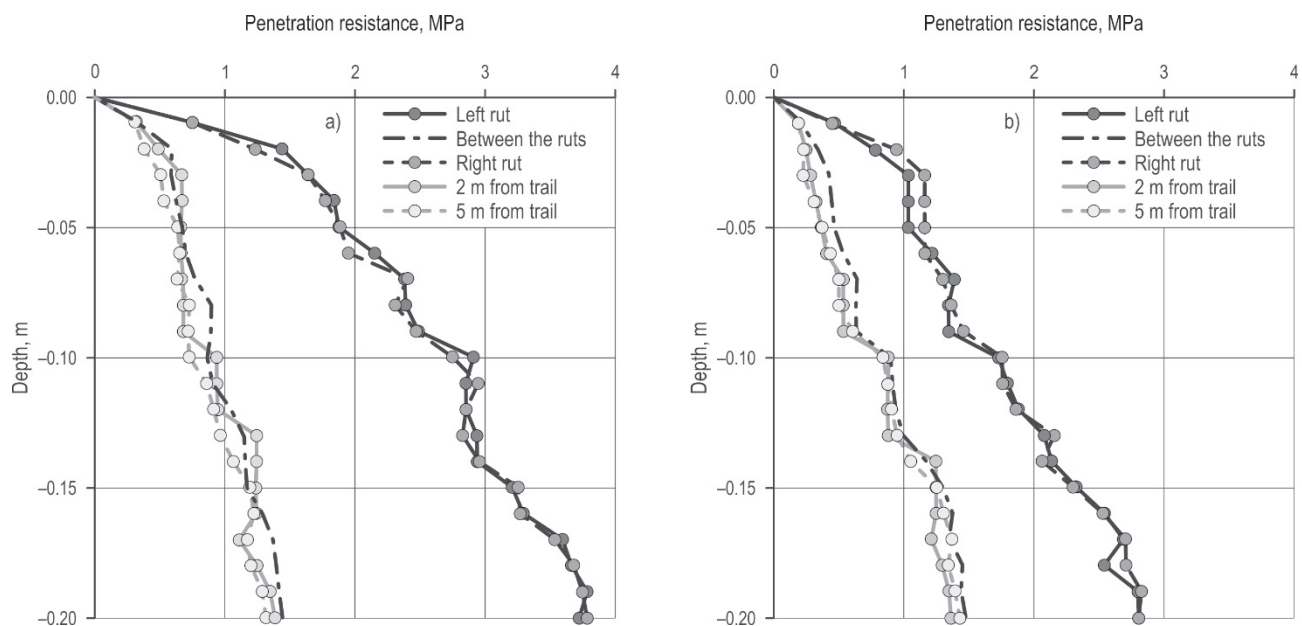 Penetration resistance, MPa
0 1 2 3 4
0.00
–0.05
–0.10
–0.15
–0.20
Depth, m
a)
Left rut
Between the ruts
Right rut
2 m from trail
5 m from trail
Penetration resistance, MPa
0 1 2 3 4
0.00
–0.05
–0.10
–0.15
–0.20
Depth, m
b)
Left rut
Between the ruts
Right rut
2 m from trail
5 m from trail